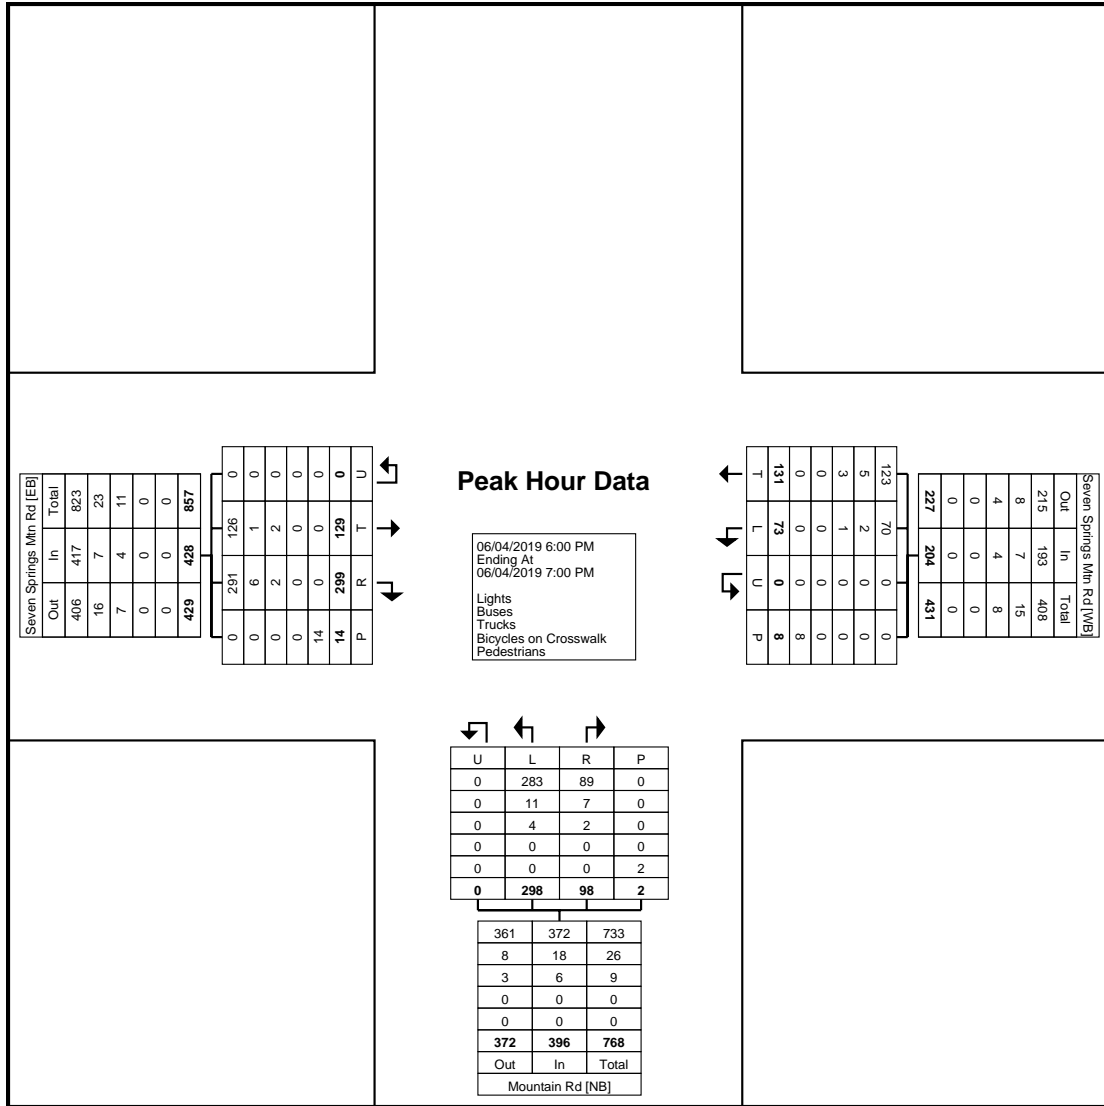 Peak Hour Data
06/04/2019 6:00 PM
Ending At
06/04/2019 7:00 PM
Lights
Buses
Trucks
Bicycles on Crosswalk
Pedestrians
Seven Springs Mtn Rd [EB]
Total 823 23 11 0 0 857
In 417 7 4 0 0 428
Out 406 16 7 0 0 429
0 0 0 0 0 0 U
126 1 2 0 0 129 T
291 6 2 0 0 299 R
0 0 0 0 14 14 P
Seven Springs Mtn Rd [WB]
Out In Total
215 193 408
8 7 15
4 4 8
0 0 0
0 0 0
227 204 431
123 70 0 0
5 2 0 0
3 1 0 0
0 0 0 0
0 0 0 8
131 73 0 8
T L U P
U L R P
0 283 89 0
0 11 7 0
0 4 2 0
0 0 0 0
0 0 0 2
0 298 98 2
361 372 733
8 18 26
3 6 9
0 0 0
0 0 0
372 396 768
Out In Total
Mountain Rd [NB]